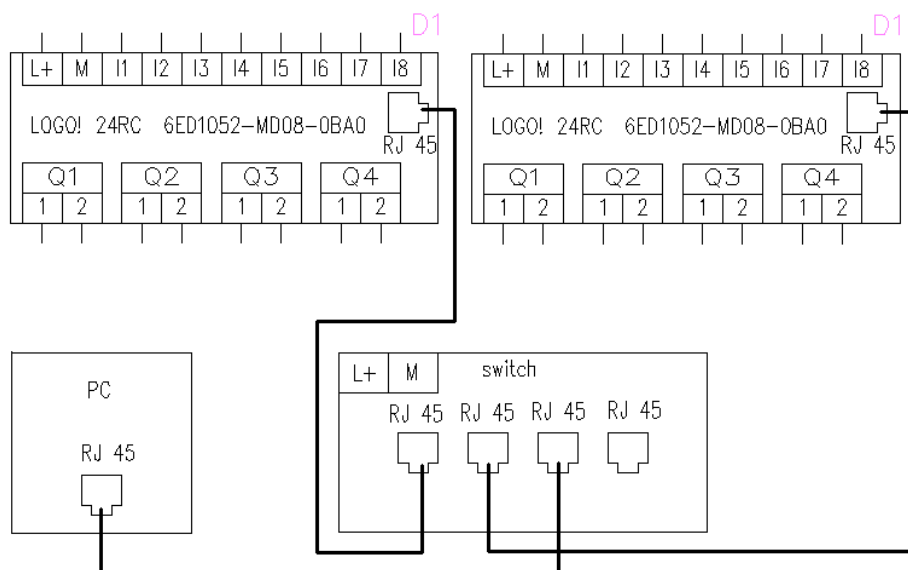 D1 D1
L+ M I1 I2 I3 I4 I5 I6 I7 I8 L+ M I1 I2 I3 I4 I5 I6 I7 I8
LOGO! 24RC 6ED1052-MD08-0BA0 LOGO! 24RC 6ED1052-MD08-0BA0
RJ 45 RJ 45
Q1 Q2 Q3 Q4 Q1 Q2 Q3 Q4
1 2 1 2 1 2 1 2 1 2 1 2 1 2 1 2
L+ M switch
PC
RJ 45 RJ 45 RJ 45 RJ 45
RJ 45